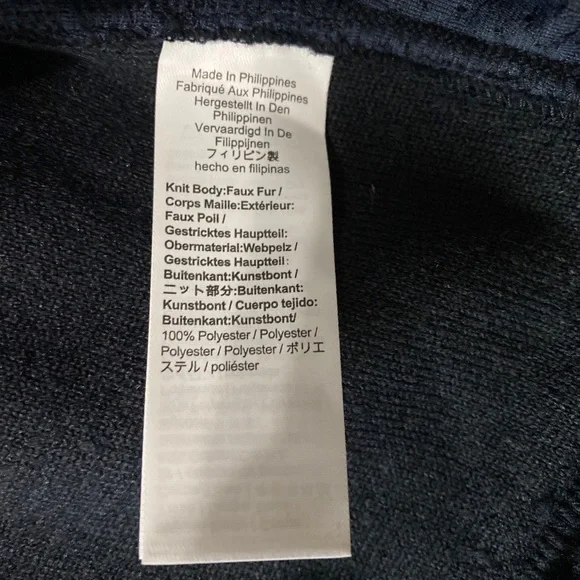 Made In Philippines
Fabriqué Aux Philippines
Hergestellt In Den
Philippinen
Vervaardigd In De
Filippijnen
フィリピン製
hecho en filipinas
Knit Body:Faux Fur /
Corps Maille:Extérieur:
Faux Poil /
Gestricktes Hauptteil:
Obermaterial:Webpelz /
Gestricktes Hauptteil:
Buitenkant:Kunstbont /
ニット部分:Buitenkant:
Kunstbont / Cuerpo tejido:
Buitenkant:Kunstbont/
100% Polyester / Polyester /
Polyester / Polyester / ポリエ
ステル / poliéster